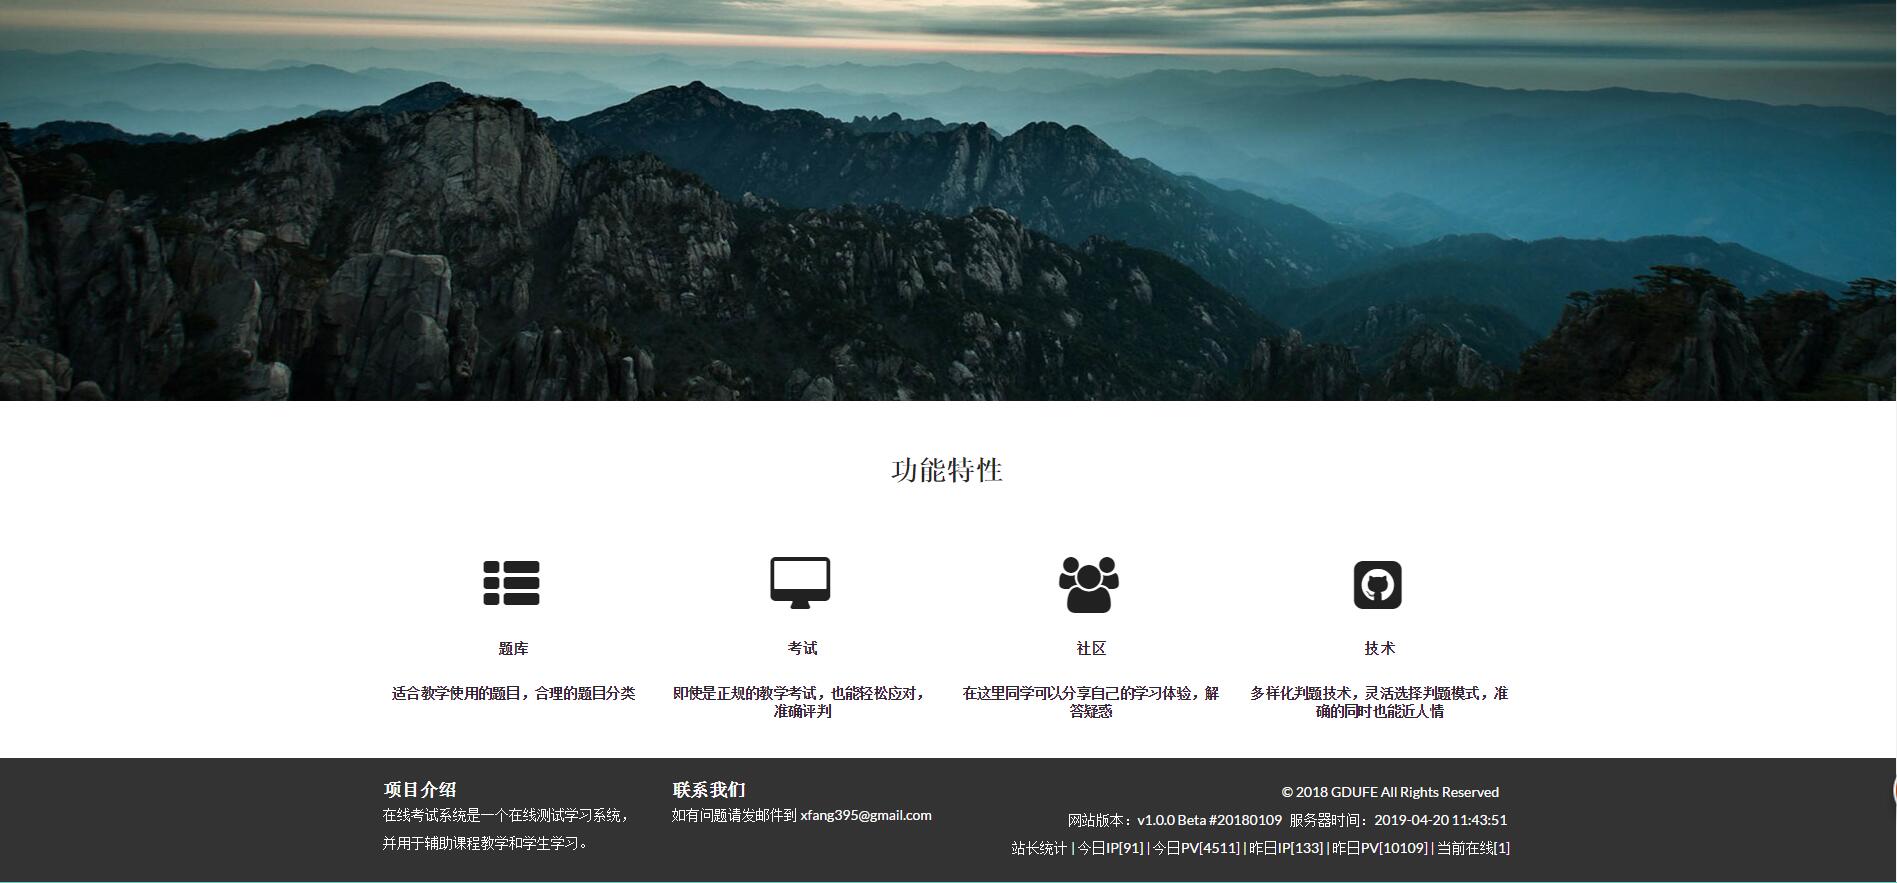 功能特性
题库
适合教学使用的题目，合理的题目分类
考试
即使是正规的教学考试，也能轻松应对，
准确评判
社区
在这里同学可以分享自己的学习体验，解
答疑惑
技术
多样化判题技术，灵活选择判题模式，准
确的同时也能近人情
项目介绍
在线考试系统是一个在线测试学习系统，
并用于辅助课程教学和学生学习。
联系我们
如有问题请发邮件到 xfang395@gmail.com
© 2018 GDUFE All Rights Reserved
网站版本：v1.0.0 Beta #20180109 服务器时间：2019-04-20 11:43:51
站长统计 | 今日IP[91] | 今日PV[4511] | 昨日IP[133] | 昨日PV[10109] | 当前在线[1]